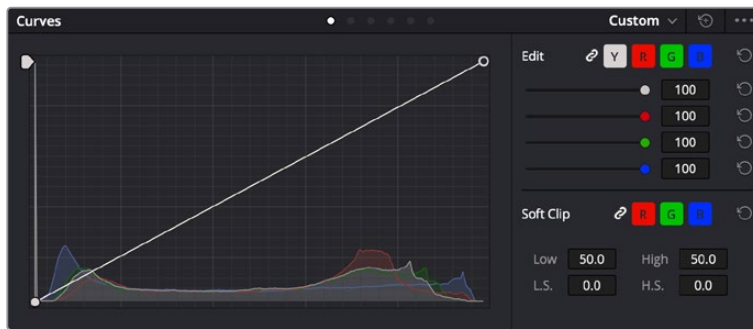 Curves
Custom
Edit
Y R G B
100
100
100
100
Soft Clip
R G B
Low 50.0 High 50.0
L.S. 0.0 H.S. 0.0